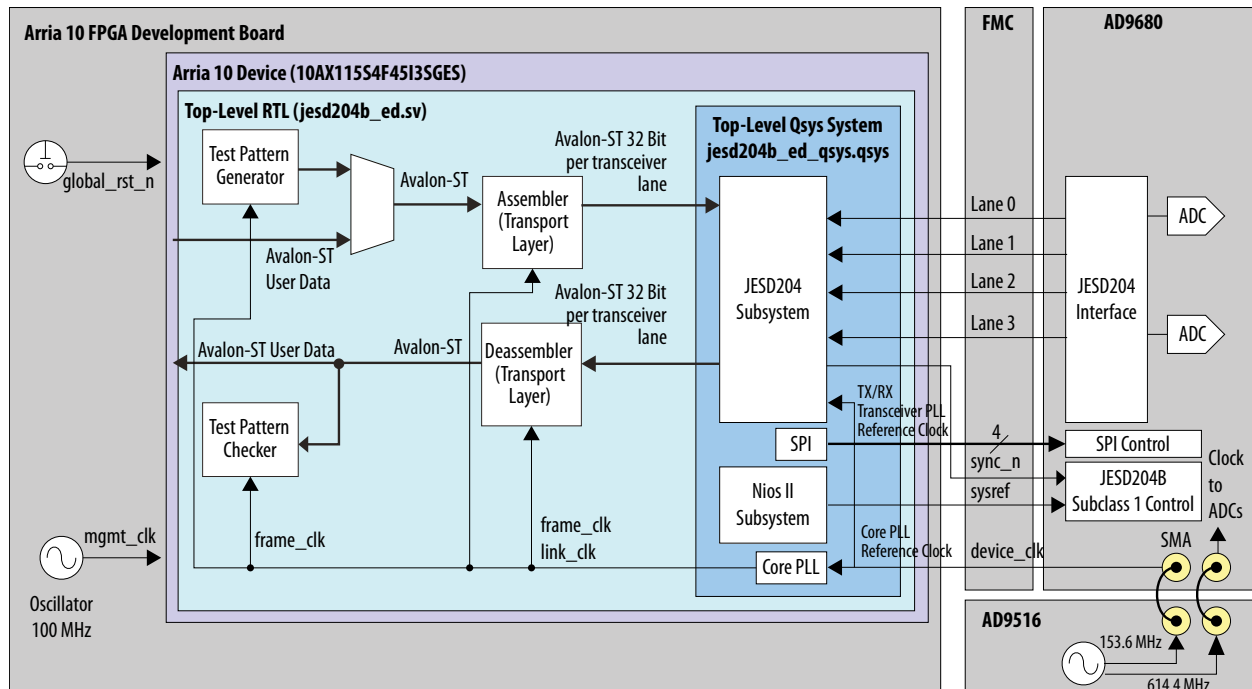 Arria 10 FPGA Development Board
FMC
AD9680
Arria 10 Device (10AX115S4F45I3SGES)
Top-Level RTL (jesd204b_ed.sv)
Top-Level Qsys System
jesd204b_ed_qsys.qsys
global_rst_n
Test Pattern
Generator
Avalon-ST
Avalon-ST
User Data
Assembler
(Transport
Layer)
Avalon-ST 32 Bit
per transceiver
lane
JESD204
Subsystem
Lane 0
Lane 1
Lane 2
Lane 3
JESD204
Interface
ADC
ADC
Avalon-ST 32 Bit
per transceiver
lane
Avalon-ST User Data
Avalon-ST
Deassembler
(Transport
Layer)
Test Pattern
Checker
TX/RX
Transceiver PLL
Reference Clock
SPI
4
SPI Control
sync_n
Nios II
Subsystem
sysref
JESD204B
Subclass 1 Control
Clock
to
ADCs
mgmt_clk
Oscillator
100 MHz
frame_clk
frame_clk
link_clk
Core PLL
Reference Clock
Core PLL
device_clk
SMA
AD9516
153.6 MHz
614.4 MHz